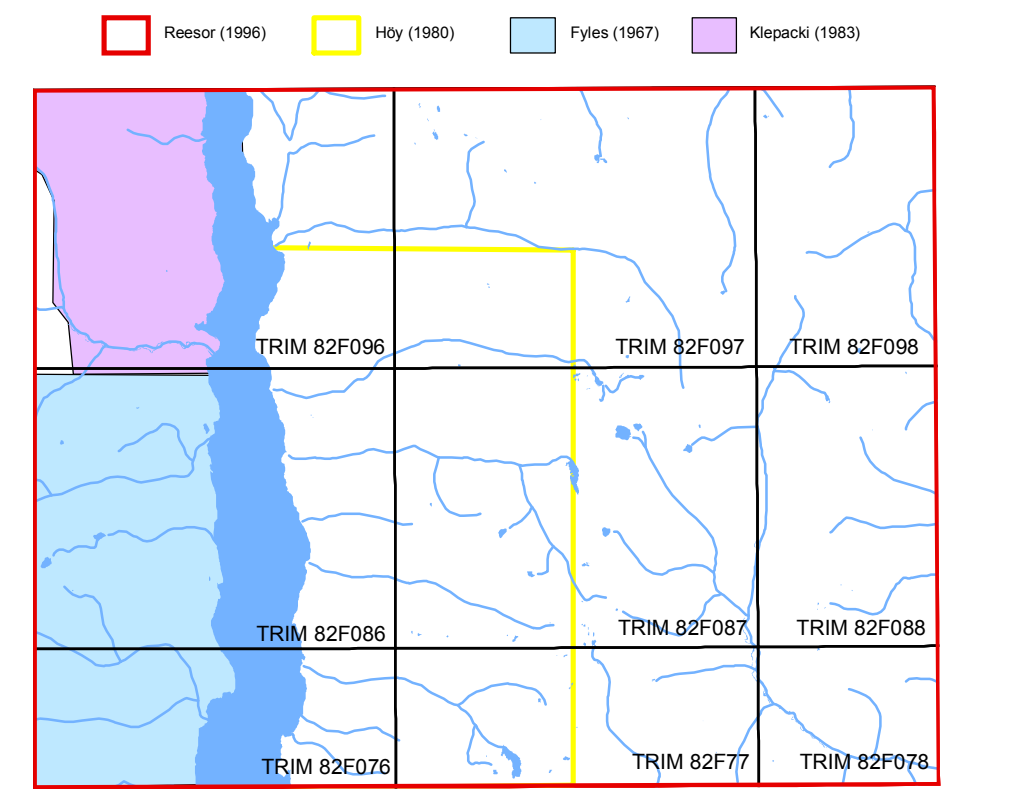 Reesor (1996) Höy (1980) Fyles (1967) Klepacki (1983)
TRIM 82F096 TRIM 82F097 TRIM 82F098
TRIM 82F086 TRIM 82F087 TRIM 82F088
TRIM 82F076 TRIM 82F77 TRIM 82F078